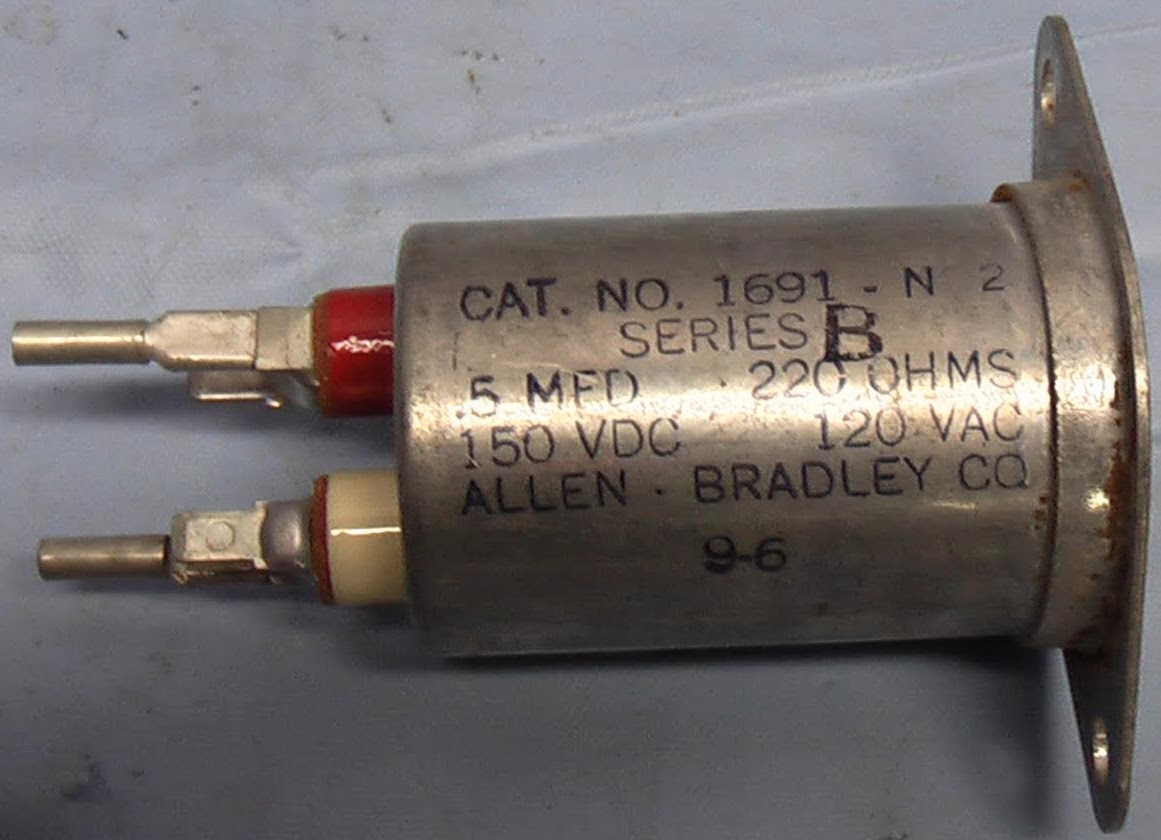 CAT. NO. 1691 - N 2
SERIES B
.5 MFD 220 OHMS
150 VDC 120 VAC
ALLEN - BRADLEY CO
9-6